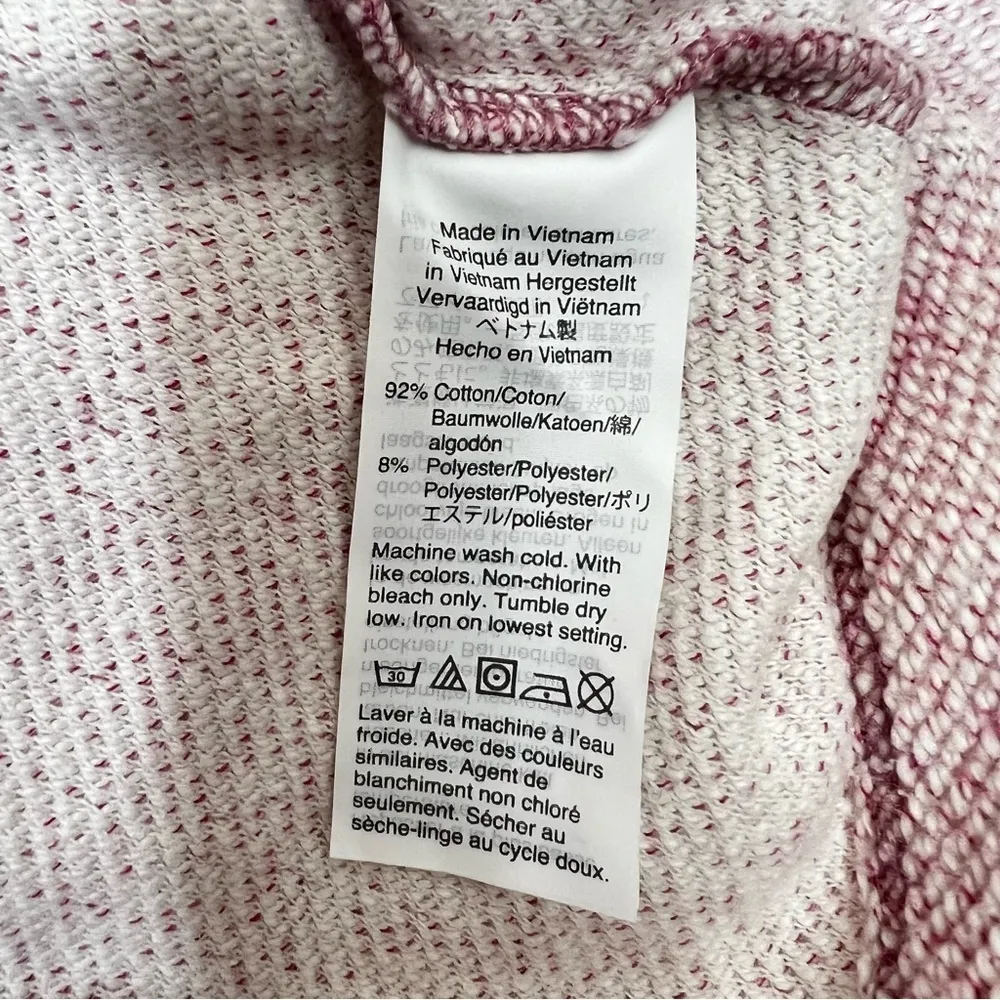 Made in Vietnam
Fabriqué au Vietnam
in Vietnam Hergestellt
Vervaardigd in Viëtnam
ベトナム製
Hecho en Vietnam
92% Cotton/Coton/
Baumwolle/Katoen/綿/
algodón
8% Polyester/Polyester/
Polyester/Polyester/ポリ
エステル/poliéster
Machine wash cold. With
like colors. Non-chlorine
bleach only. Tumble dry
low. Iron on lowest setting.
30
Laver à la machine à l'eau
froide. Avec des couleurs
similaires. Agent de
blanchiment non chloré
seulement. Sécher au
sèche-linge au cycle doux.